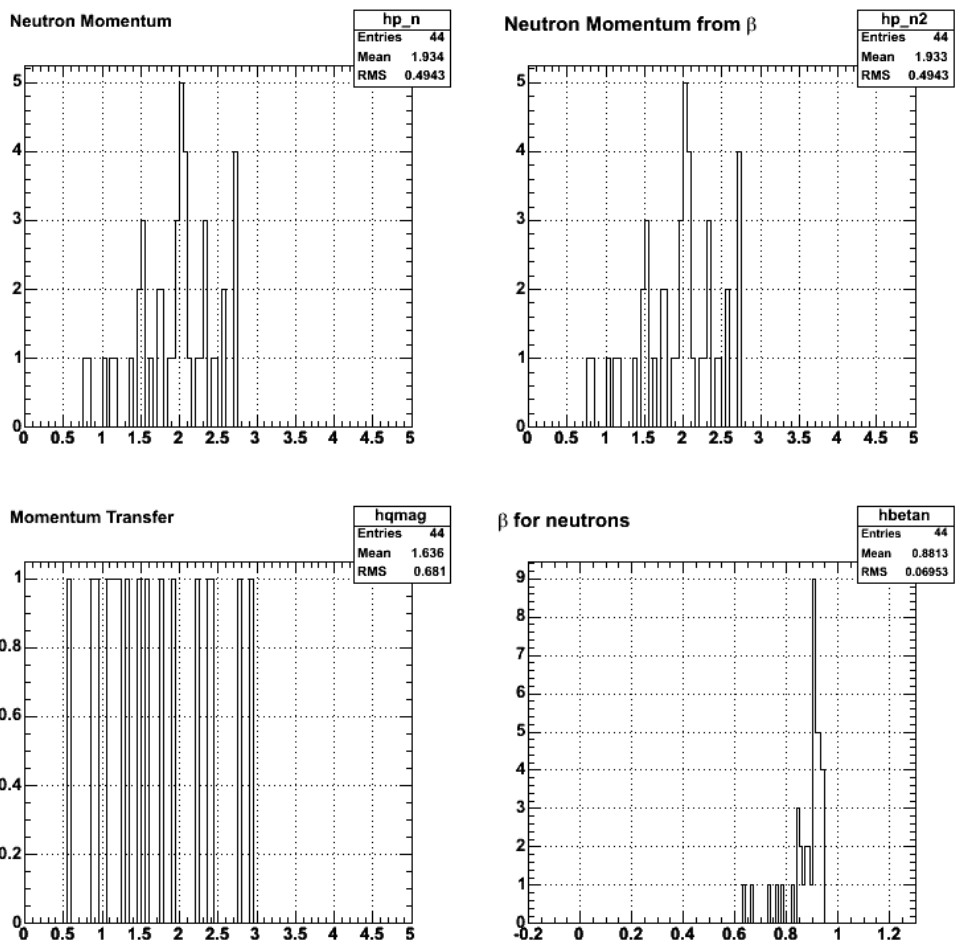 Neutron Momentum
hp_n
Entries 44
Mean 1.934
RMS 0.4943
5
4
3
2
1
0
0 0.5 1 1.5 2 2.5 3 3.5 4 4.5 5
Neutron Momentum from β
hp_n2
Entries 44
Mean 1.933
RMS 0.4943
5
4
3
2
1
0
0 0.5 1 1.5 2 2.5 3 3.5 4 4.5 5
Momentum Transfer
hqmag
Entries 44
Mean 1.636
RMS 0.681
1
0.8
0.6
0.4
0.2
0
0 0.5 1 1.5 2 2.5 3 3.5 4 4.5 5
β for neutrons
hbetan
Entries 44
Mean 0.8813
RMS 0.06953
9
8
7
6
5
4
3
2
1
0
-0.2 0 0.2 0.4 0.6 0.8 1 1.2